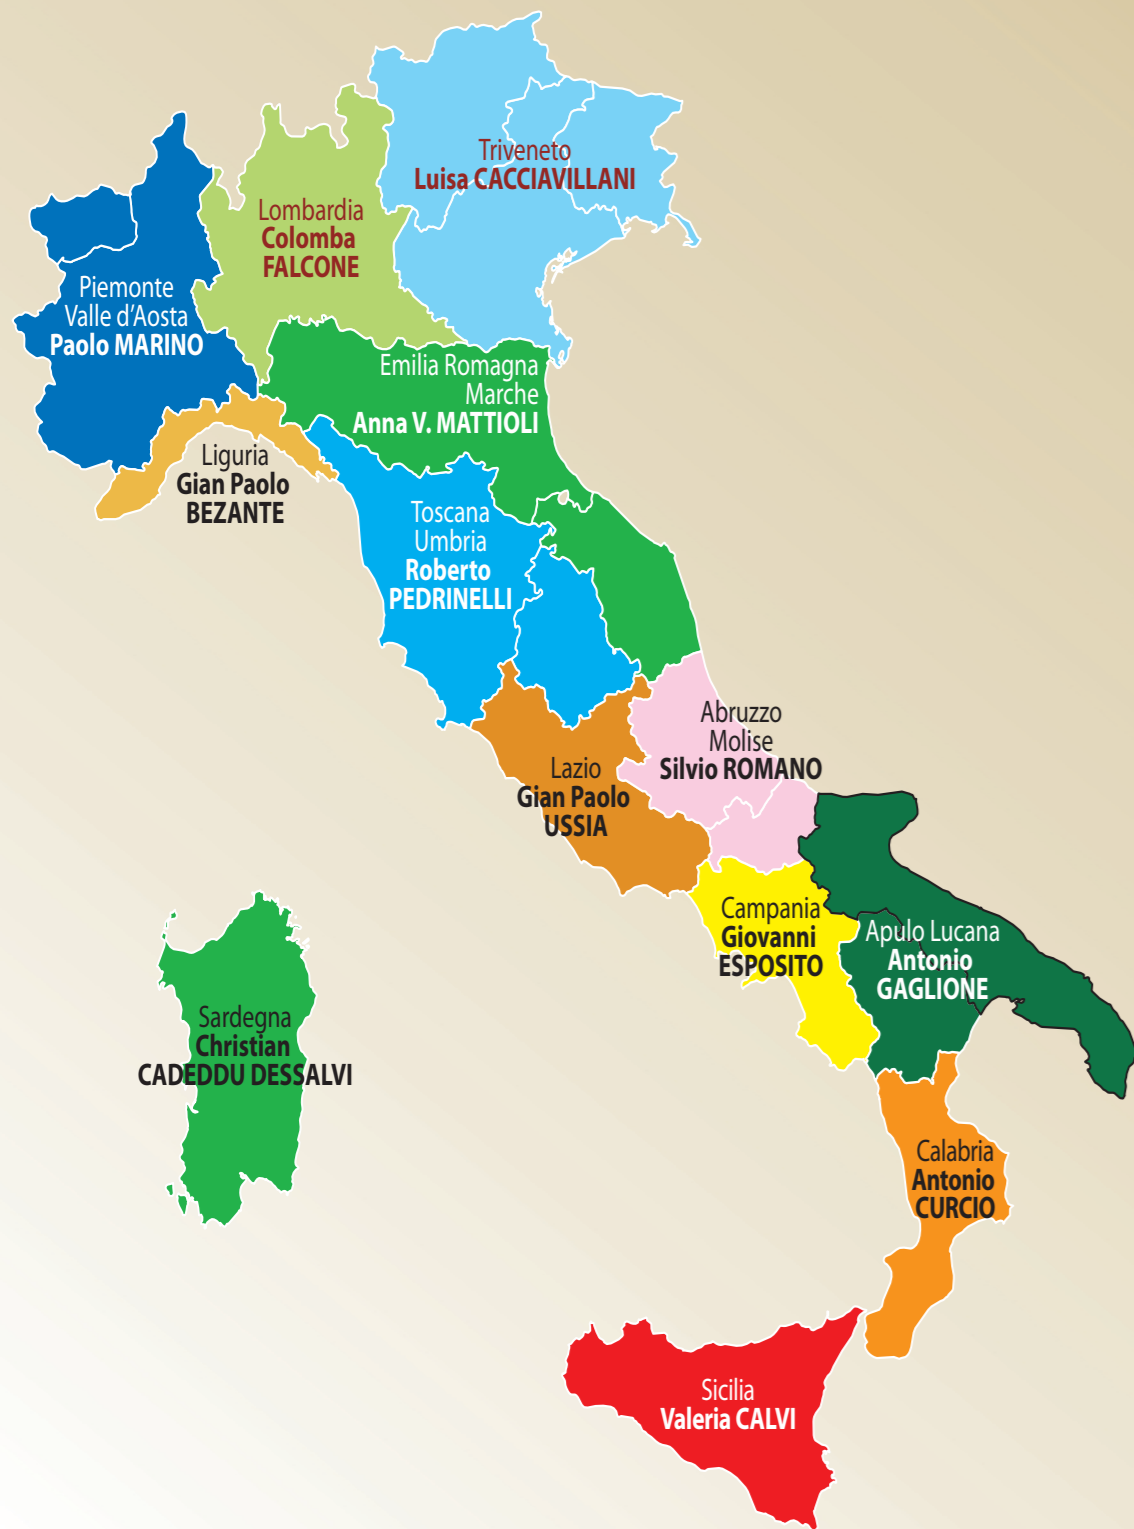 Triveneto
Luisa CACCIAVILLANI
Lombardia
Colomba
FALCONE
Piemonte
Valle d'Aosta
Paolo MARINO
Emilia Romagna
Marche
Anna V. MATTIOLI
Liguria
Gian Paolo
BEZANTE
Toscana
Umbria
Roberto
PEDRINELLI
Abruzzo
Molise
Silvio ROMANO
Lazio
Gian Paolo
USSIA
Campania
Giovanni
ESPOSITO
Apulo Lucana
Antonio
GAGLIONE
Sardegna
Christian
CADEDDU DESSALVI
Calabria
Antonio
CURCIO
Sicilia
Valeria CALVI